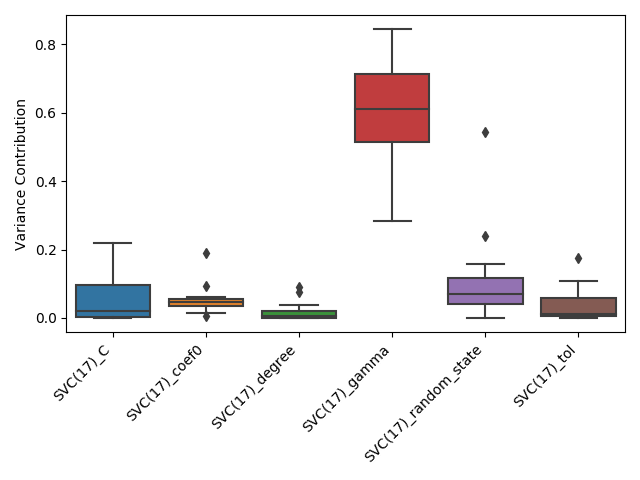 Variance Contribution
0.8
0.6
0.4
0.2
0.0
SVC(17)_C
SVC(17)_coef0
SVC(17)_degree
SVC(17)_gamma
SVC(17)_random_state
SVC(17)_tol